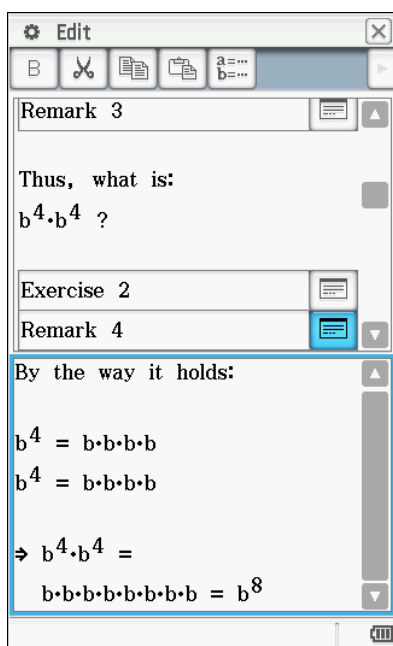 Edit
B
a=…
b=…
Remark 3
Thus, what is:
b⁴·b⁴ ?
Exercise 2
Remark 4
By the way it holds:
b⁴ = b·b·b·b
b⁴ = b·b·b·b
⇒ b⁴·b⁴ =
b·b·b·b·b·b·b·b = b⁸